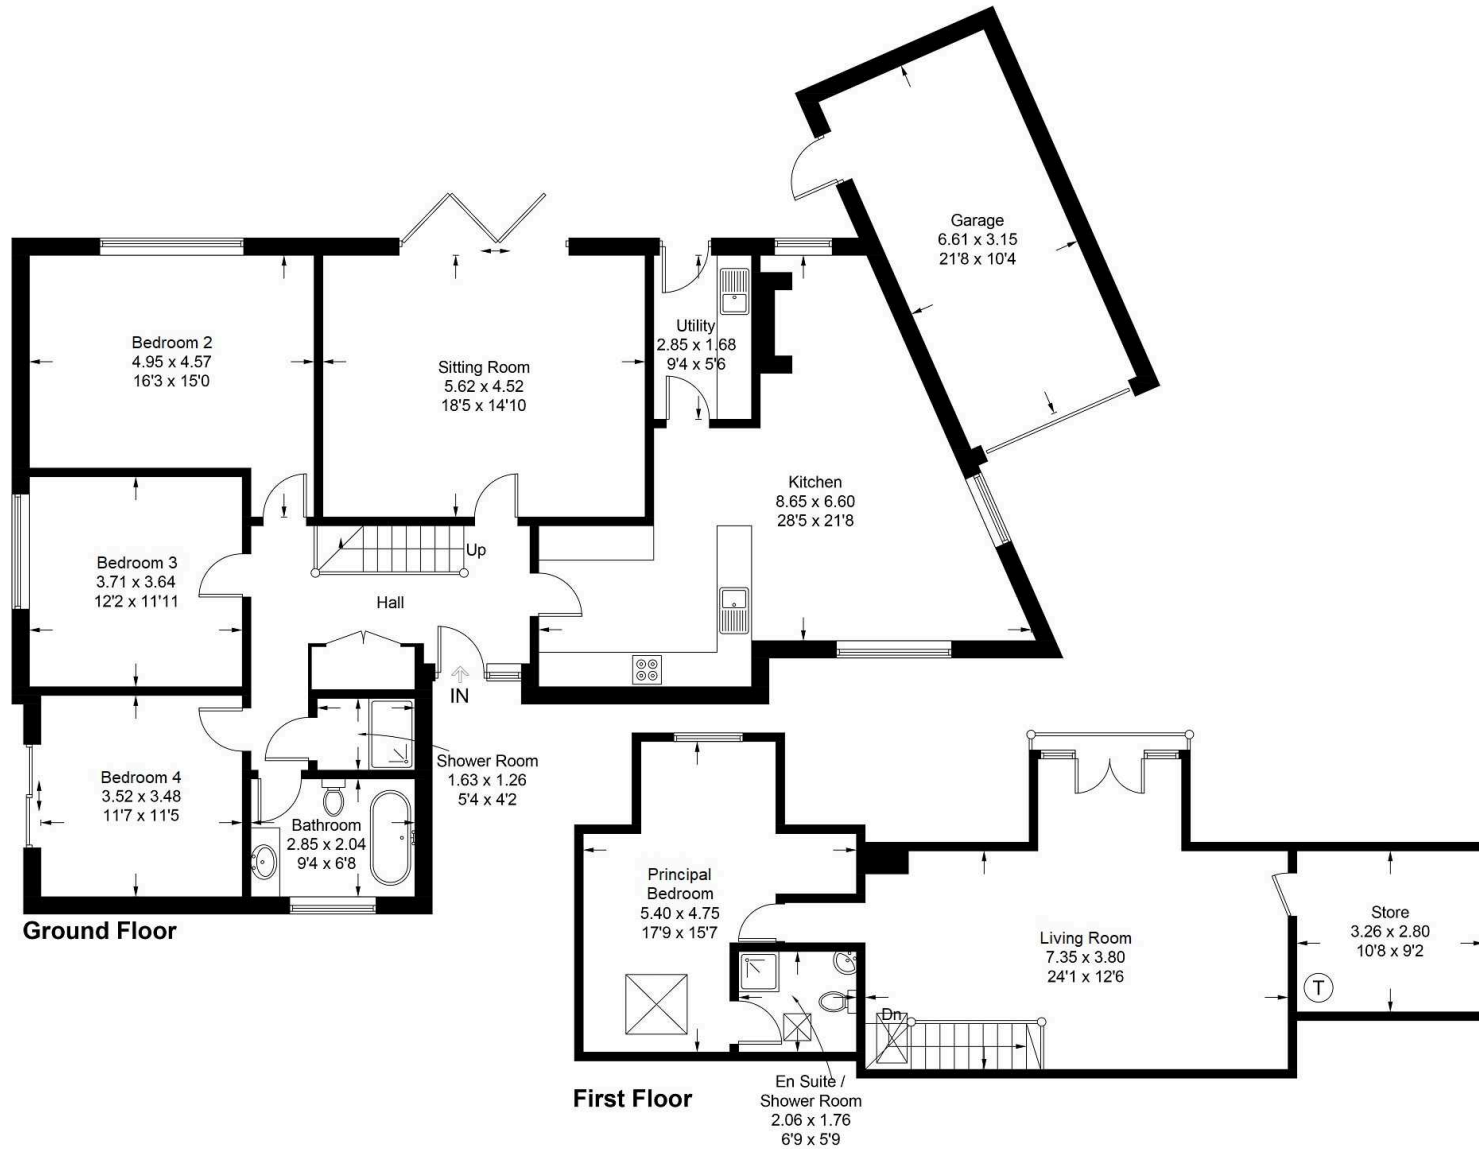 Garage
6.61 x 3.15
21'8 x 10'4
Bedroom 2
4.95 x 4.57
16'3 x 15'0
Sitting Room
5.62 x 4.52
18'5 x 14'10
Utility
2.85 x 1.68
9'4 x 5'6
Kitchen
8.65 x 6.60
28'5 x 21'8
Bedroom 3
3.71 x 3.64
12'2 x 11'11
Up
Hall
IN
Bedroom 4
3.52 x 3.48
11'7 x 11'5
Shower Room
1.63 x 1.26
5'4 x 4'2
Bathroom
2.85 x 2.04
9'4 x 6'8
Ground Floor
Principal
Bedroom
5.40 x 4.75
17'9 x 15'7
Living Room
7.35 x 3.80
24'1 x 12'6
Store
3.26 x 2.80
10'8 x 9'2
T
Dn
En Suite /
Shower Room
2.06 x 1.76
6'9 x 5'9
First Floor